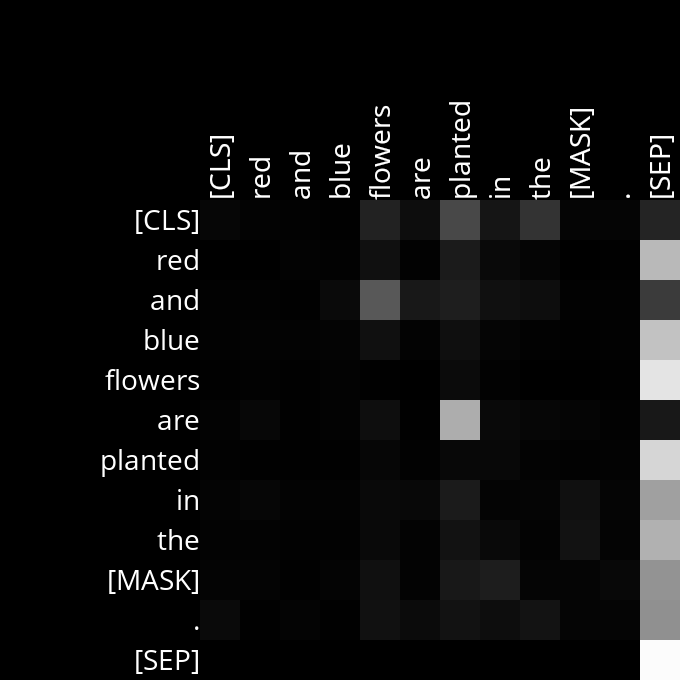 [CLS] red and blue flowers are planted in the [MASK] . [SEP]
[CLS]
red
and
blue
flowers
are
planted
in
the
[MASK]
.
[SEP]